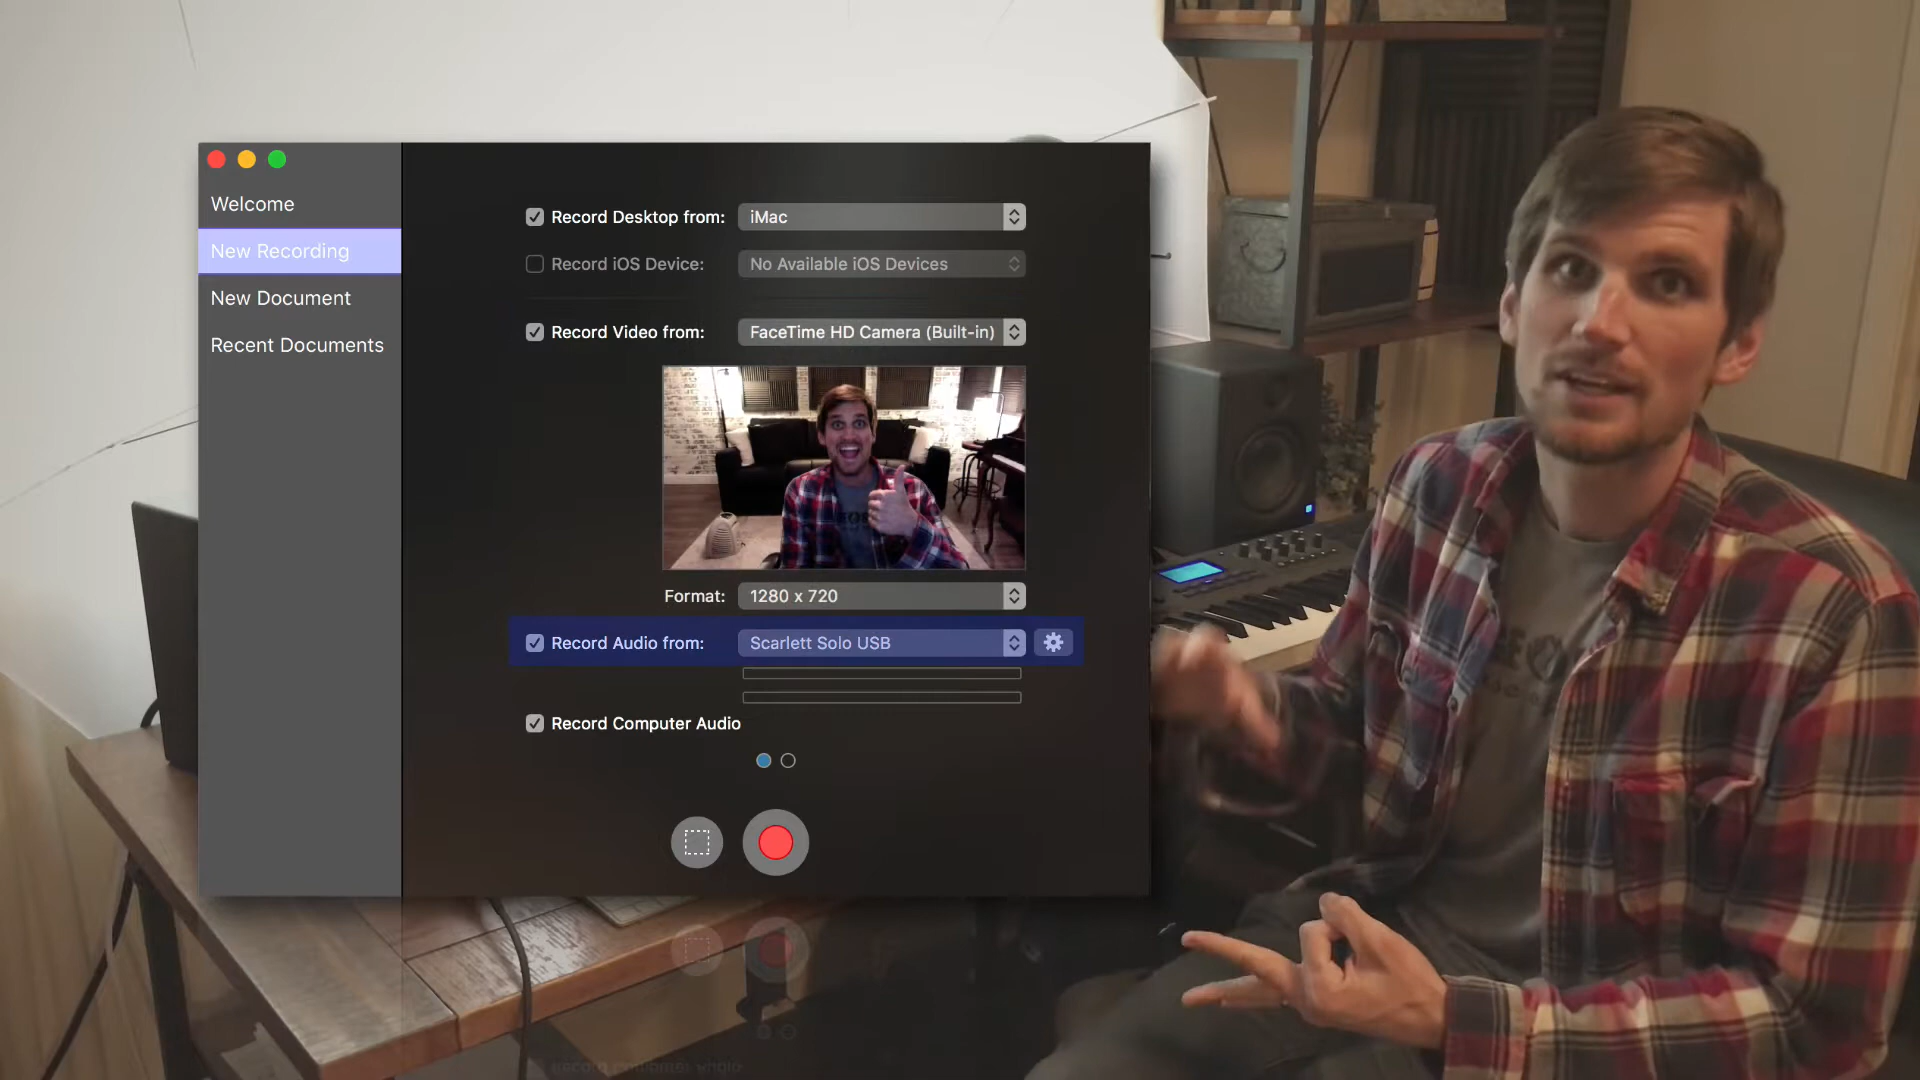 Welcome
New Recording
New Document
Recent Documents
Record Desktop from: iMac
Record iOS Device: No Available iOS Devices
Record Video from: FaceTime HD Camera (Built-in)
Format: 1280 x 720
Record Audio from: Scarlett Solo USB
Record Computer Audio